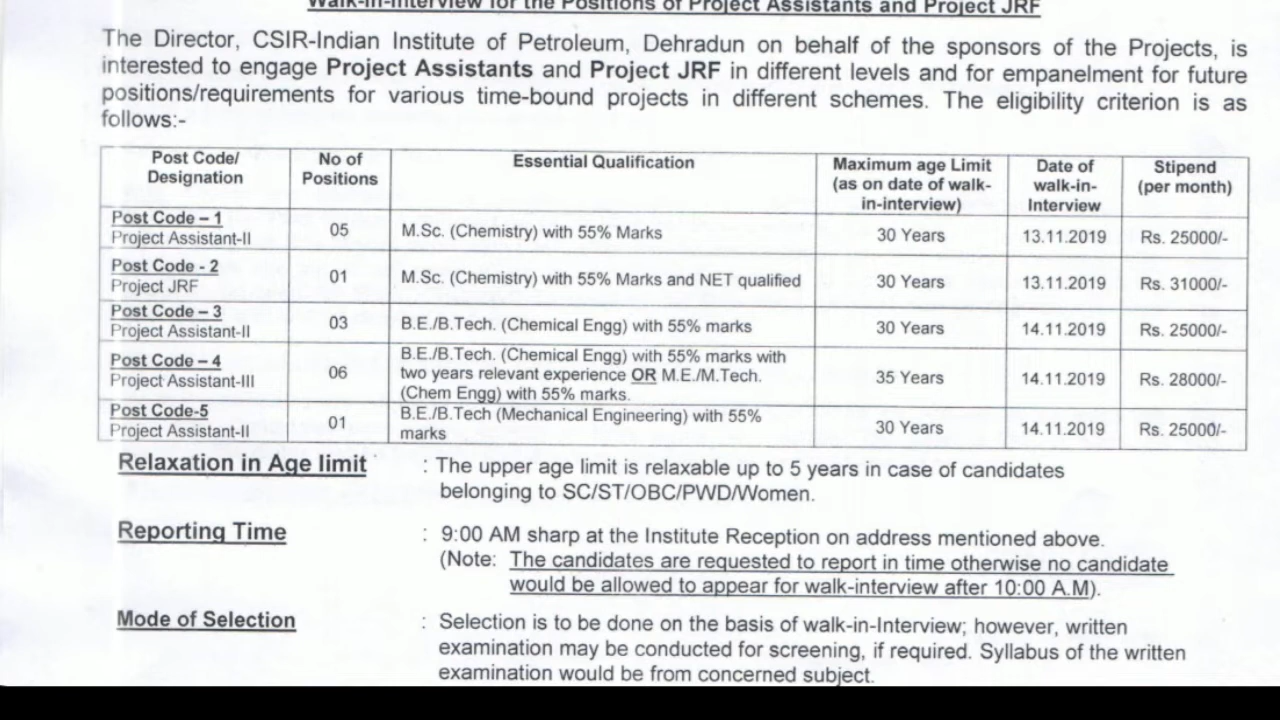 Walk-in-Interview for the Positions of Project Assistants and Project JRF
The Director, CSIR-Indian Institute of Petroleum, Dehradun on behalf of the sponsors of the Projects, is
interested to engage Project Assistants and Project JRF in different levels and for empanelment for future
positions/requirements for various time-bound projects in different schemes. The eligibility criterion is as
follows:-
Post Code/ Designation | No of Positions | Essential Qualification | Maximum age Limit (as on date of walk-in-interview) | Date of walk-in-Interview | Stipend (per month)
Post Code – 1 Project Assistant-II | 05 | M.Sc. (Chemistry) with 55% Marks | 30 Years | 13.11.2019 | Rs. 25000/-
Post Code - 2 Project JRF | 01 | M.Sc. (Chemistry) with 55% Marks and NET qualified | 30 Years | 13.11.2019 | Rs. 31000/-
Post Code – 3 Project Assistant-II | 03 | B.E./B.Tech. (Chemical Engg) with 55% marks | 30 Years | 14.11.2019 | Rs. 25000/-
Post Code – 4 Project Assistant-III | 06 | B.E./B.Tech. (Chemical Engg) with 55% marks with two years relevant experience OR M.E./M.Tech. (Chem Engg) with 55% marks. | 35 Years | 14.11.2019 | Rs. 28000/-
Post Code-5 Project Assistant-II | 01 | B.E./B.Tech (Mechanical Engineering) with 55% marks | 30 Years | 14.11.2019 | Rs. 25000/-
Relaxation in Age limit : The upper age limit is relaxable up to 5 years in case of candidates
belonging to SC/ST/OBC/PWD/Women.
Reporting Time : 9:00 AM sharp at the Institute Reception on address mentioned above.
(Note: The candidates are requested to report in time otherwise no candidate
would be allowed to appear for walk-interview after 10:00 A.M).
Mode of Selection : Selection is to be done on the basis of walk-in-Interview; however, written
examination may be conducted for screening, if required. Syllabus of the written
examination would be from concerned subject.